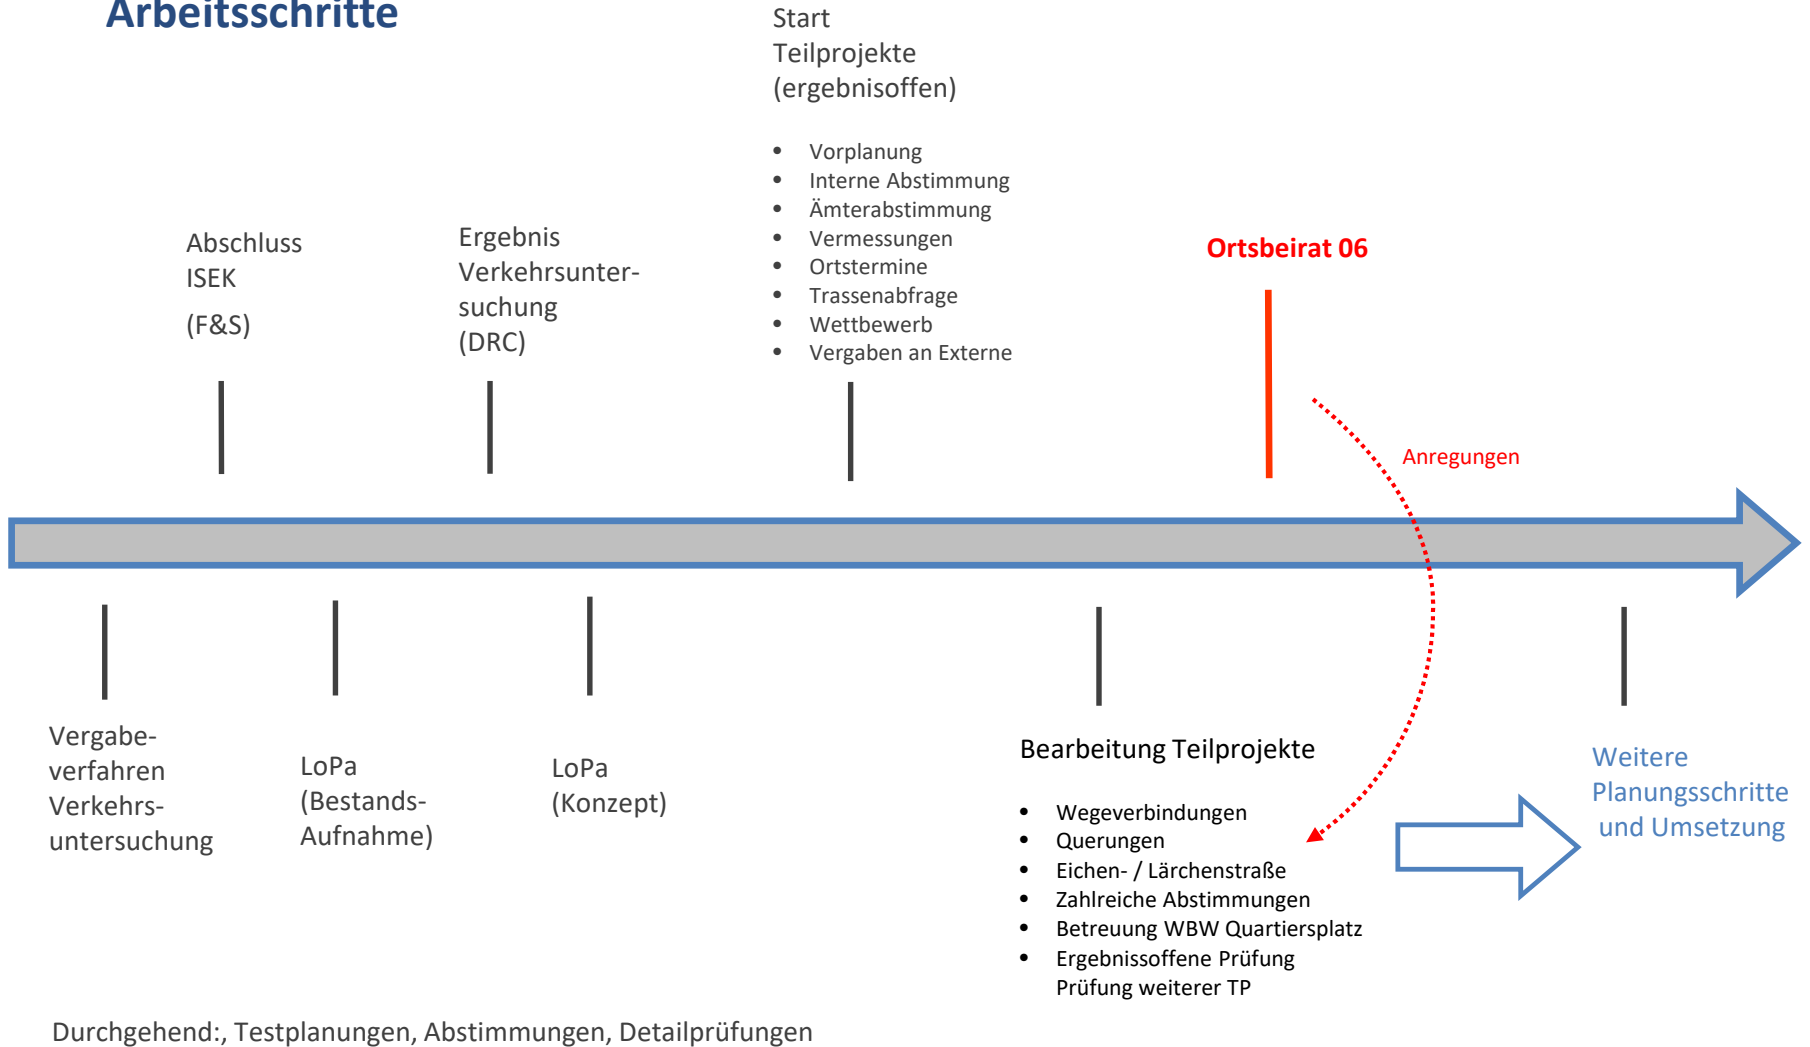 Arbeitsschritte
Start
Teilprojekte
(ergebnisoffen)
• Vorplanung
• Interne Abstimmung
• Ämterabstimmung
• Vermessungen
• Ortstermine
• Trassenabfrage
• Wettbewerb
• Vergaben an Externe
Abschluss
ISEK
(F&S)
Ergebnis
Verkehrsunter-
suchung
(DRC)
Ortsbeirat 06
Anregungen
Vergabe-
verfahren
Verkehrs-
untersuchung
LoPa
(Bestands-
Aufnahme)
LoPa
(Konzept)
Bearbeitung Teilprojekte
• Wegeverbindungen
• Querungen
• Eichen- / Lärchenstraße
• Zahlreiche Abstimmungen
• Betreuung WBW Quartiersplatz
• Ergebnissoffene Prüfung
Prüfung weiterer TP
Weitere
Planungsschritte
und Umsetzung
Durchgehend:, Testplanungen, Abstimmungen, Detailprüfungen